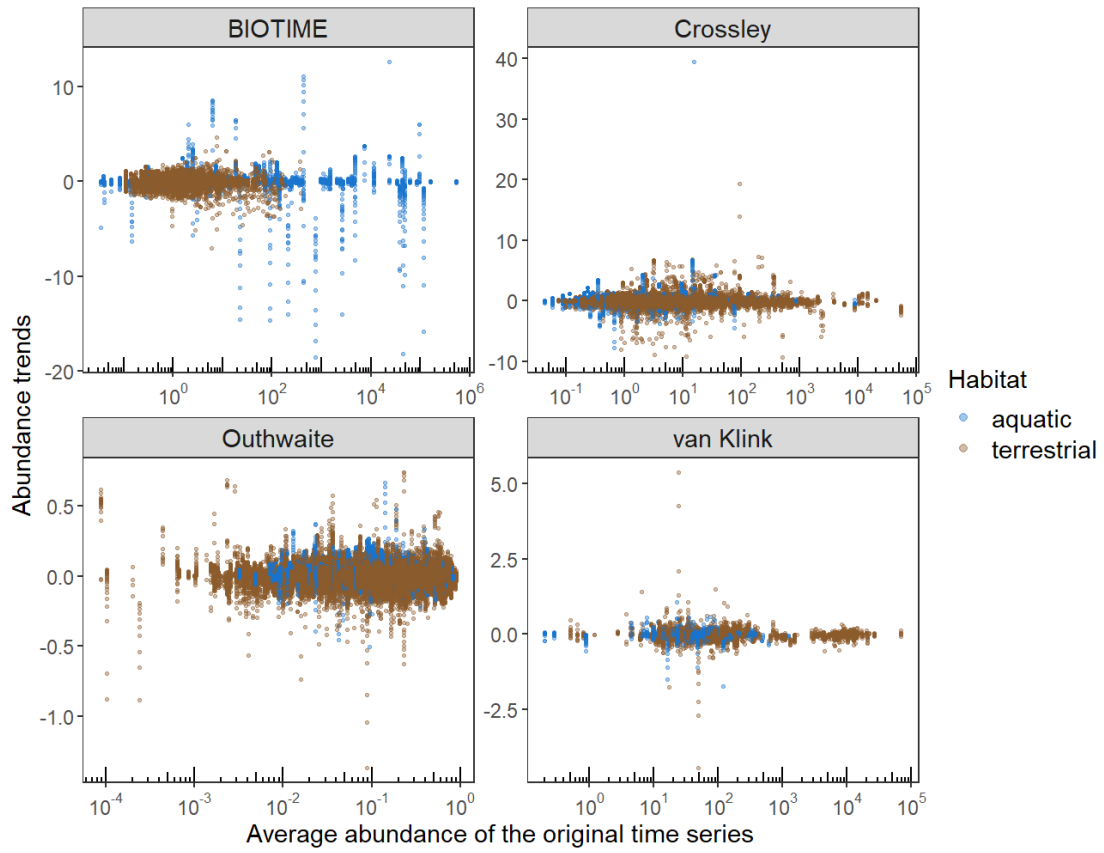 BIOTIME
Crossley
10
0
-10
-20
40
30
20
10
0
-10
10^0 10^2 10^4 10^6
10^-1 10^0 10^1 10^2 10^3 10^4 10^5
Abundance trends
Habitat
aquatic
terrestrial
Outhwaite
van Klink
0.5
0.0
-0.5
-1.0
5.0
2.5
0.0
-2.5
10^-4 10^-3 10^-2 10^-1 10^0
10^0 10^1 10^2 10^3 10^4 10^5
Average abundance of the original time series